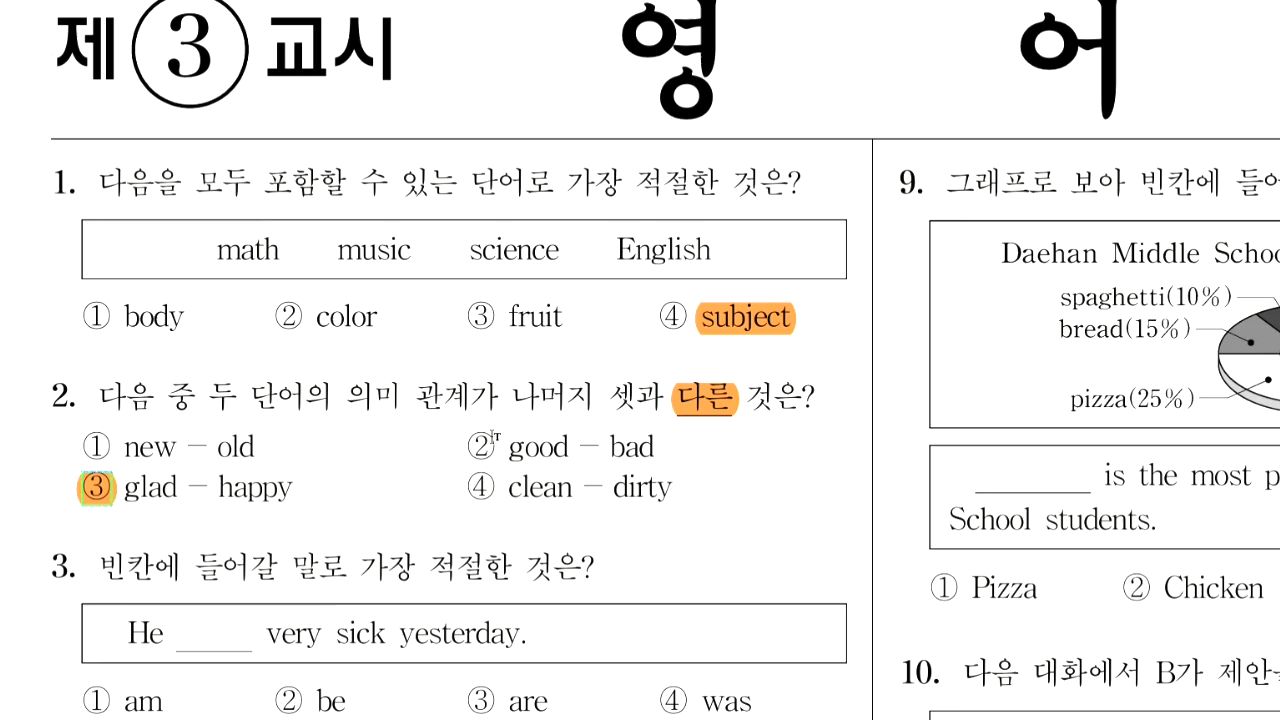 제 3 교시 영 어
1. 다음을 모두 포함할 수 있는 단어로 가장 적절한 것은?
math music science English
① body ② color ③ fruit ④ subject
2. 다음 중 두 단어의 의미 관계가 나머지 셋과 다른 것은?
① new － old ② good － bad
③ glad － happy ④ clean － dirty
3. 빈칸에 들어갈 말로 가장 적절한 것은?
He ______ very sick yesterday.
① am ② be ③ are ④ was
9. 그래프로 보아 빈칸에
Daehan Middle
spaghetti(10%)
bread(15%)
pizza(25%)
________ is the most
School students.
① Pizza ② Chicken
10. 다음 대화에서 B가